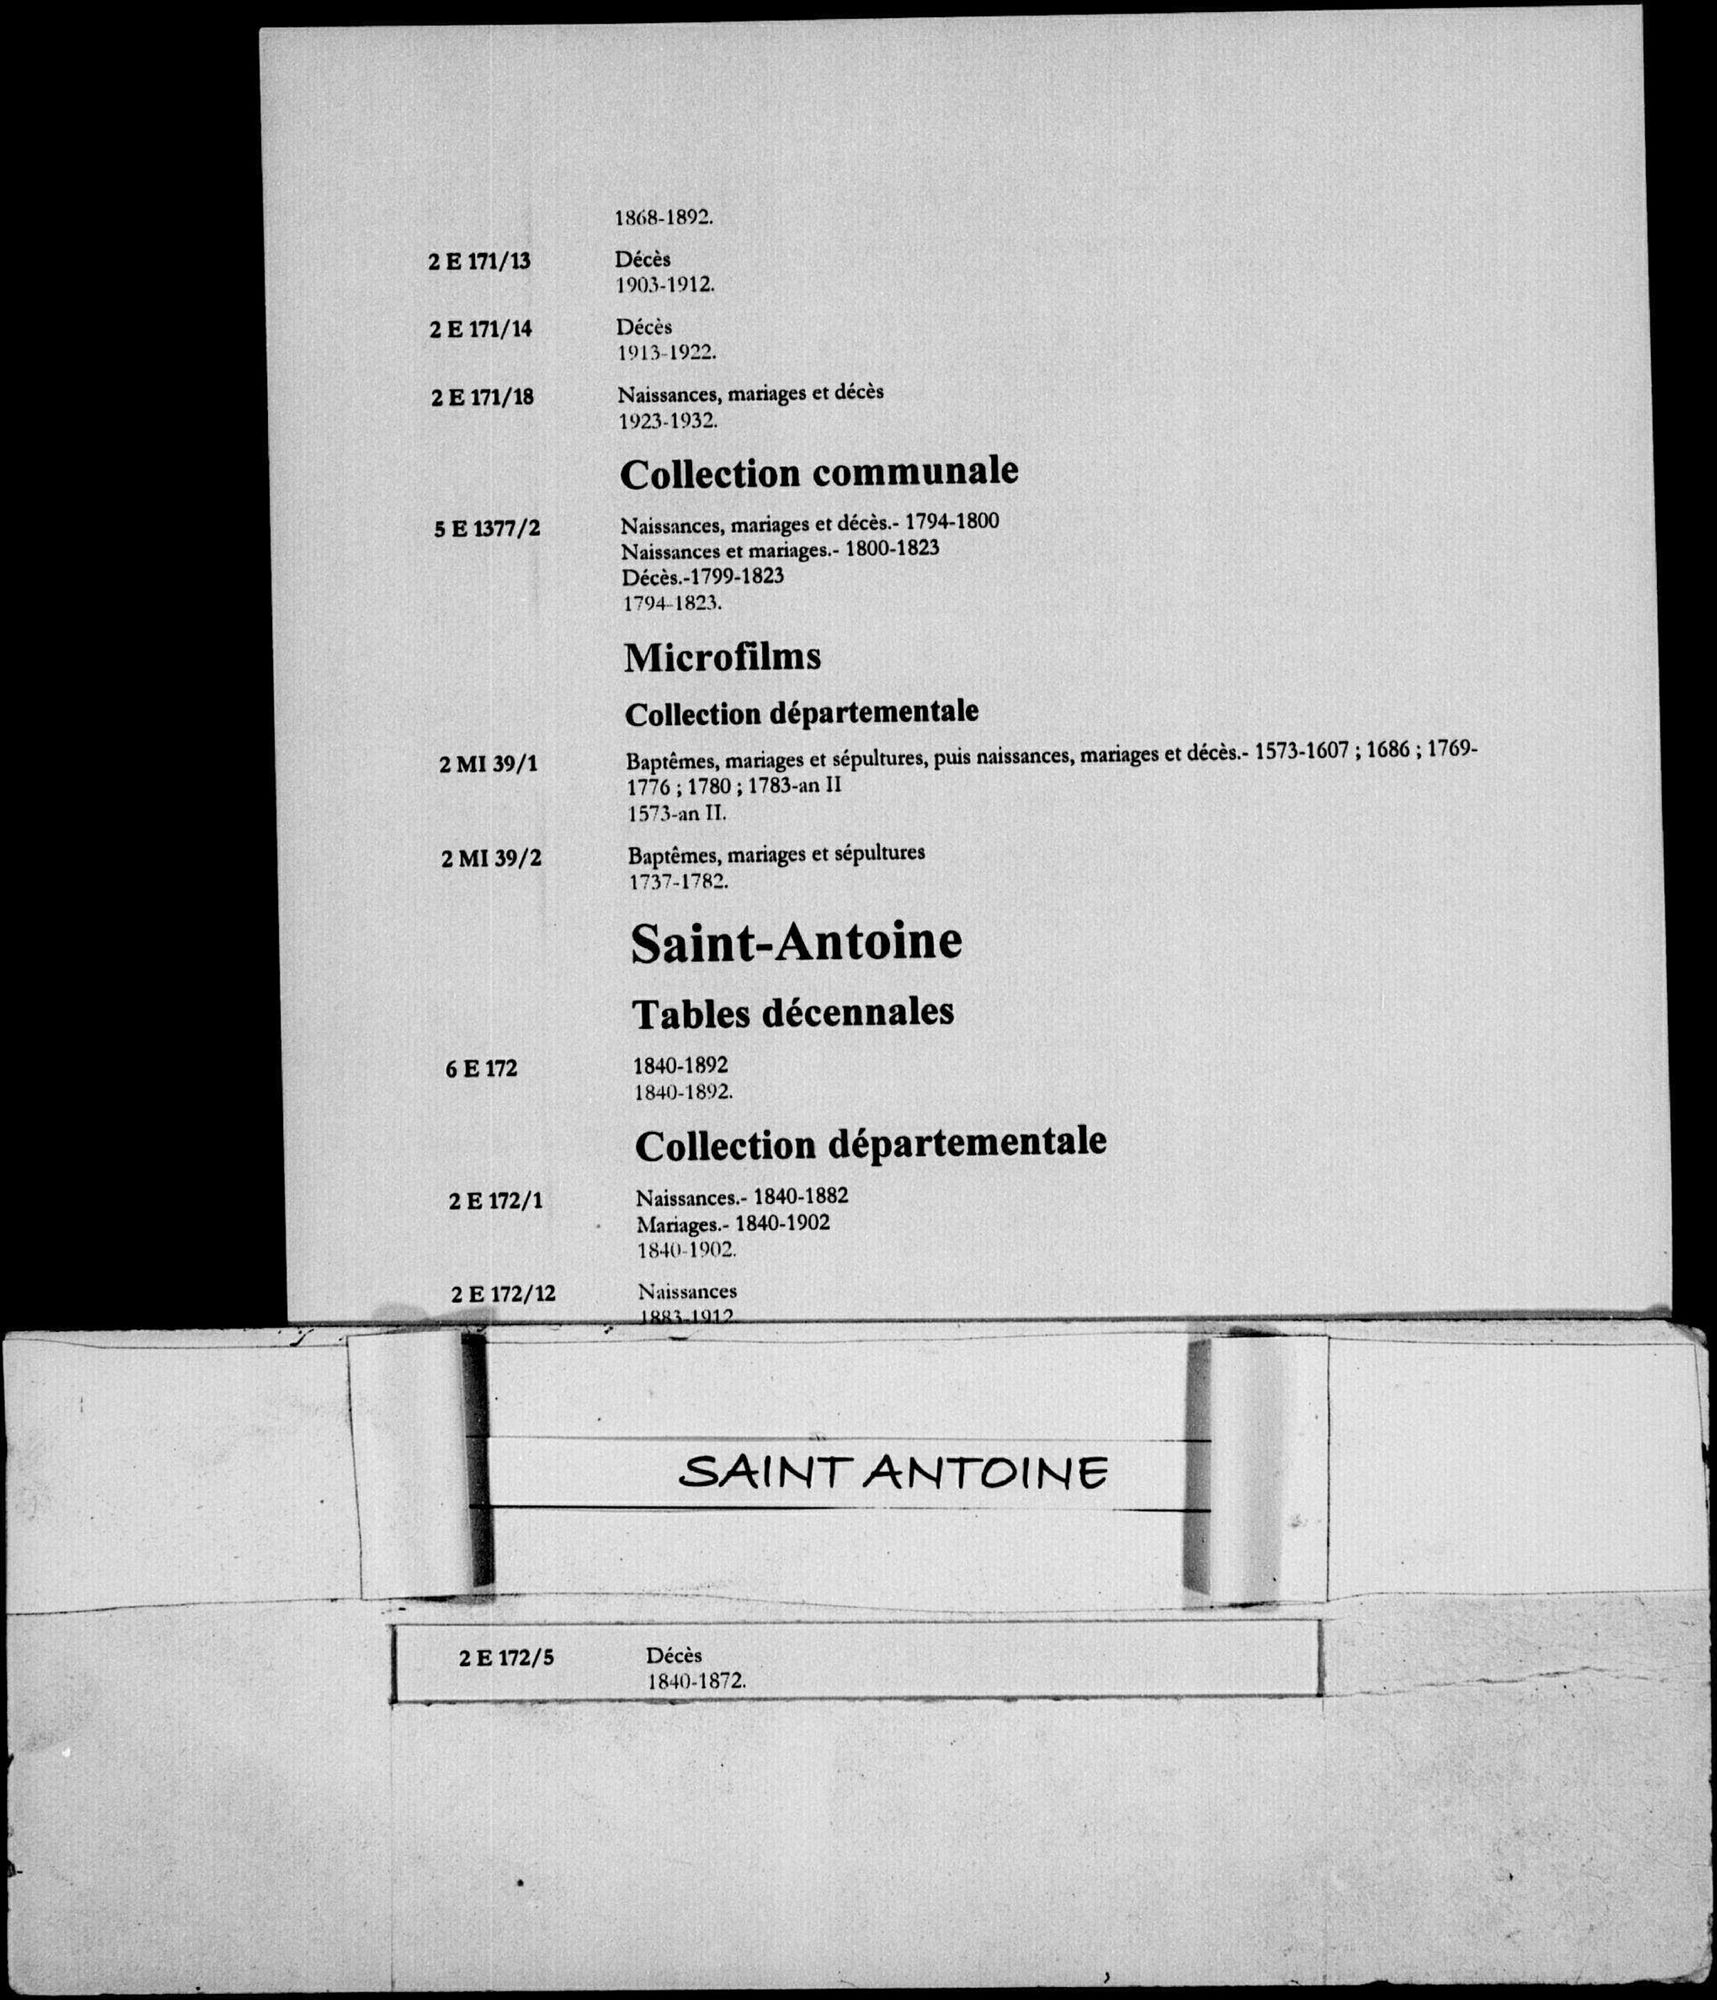 1868-1892.
2 E 171/13 Décès
1903-1912.
2 E 171/14 Décès
1913-1922.
2 E 171/18 Naissances, mariages et décès
1923-1932.
Collection communale
5 E 1377/2 Naissances, mariages et décès.- 1794-1800
Naissances et mariages.- 1800-1823
Décès.-1799-1823
1794-1823.
Microfilms
Collection départementale
2 MI 39/1 Baptêmes, mariages et sépultures, puis naissances, mariages et décès.- 1573-1607 ; 1686 ; 1769-
1776 ; 1780 ; 1783-an II
1573-an II.
2 MI 39/2 Baptêmes, mariages et sépultures
1737-1782.
Saint-Antoine
Tables décennales
6 E 172 1840-1892
1840-1892.
Collection départementale
2 E 172/1 Naissances.- 1840-1882
Mariages.- 1840-1902
1840-1902.
2 E 172/12 Naissances
1883-1912
SAINT ANTOINE
2 E 172/5 Décès
1840-1872.